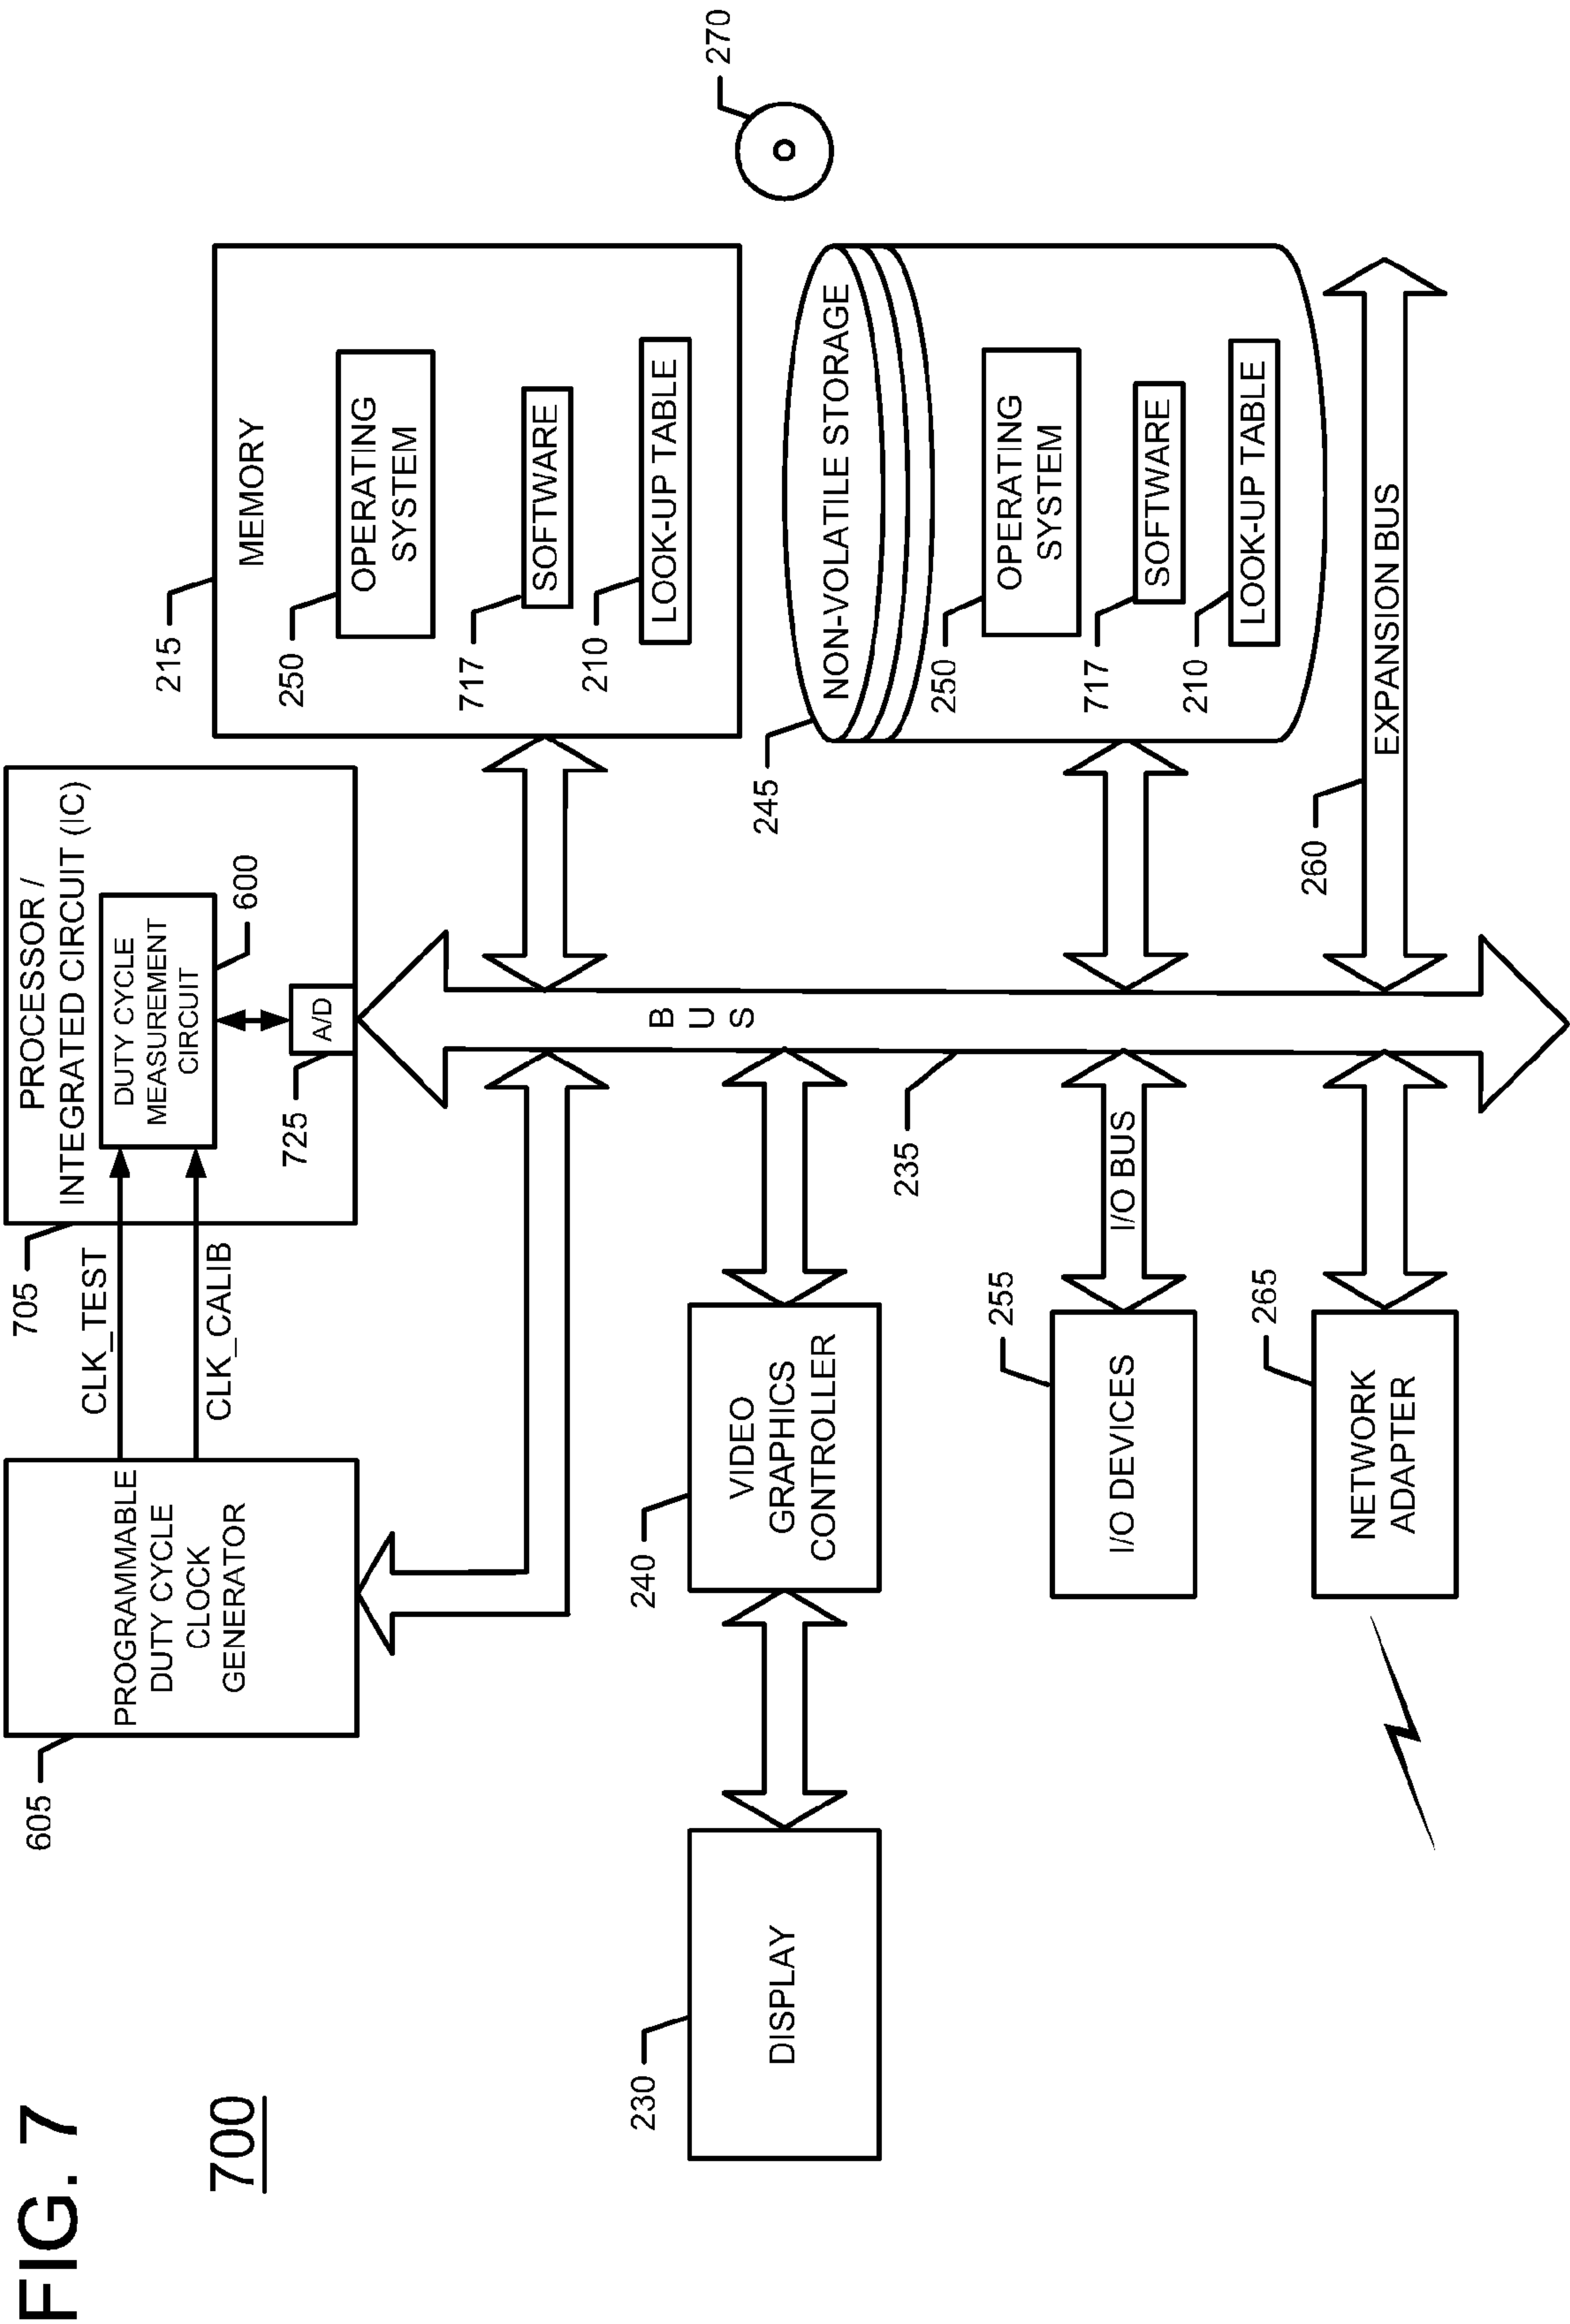 FIG. 7
700
605
PROGRAMMABLE
DUTY CYCLE
CLOCK
GENERATOR
CLK_TEST
CLK_CALIB
705
PROCESSOR /
INTEGRATED CIRCUIT (IC)
DUTY CYCLE
MEASUREMENT
CIRCUIT
600
725
A/D
215
MEMORY
250
OPERATING
SYSTEM
717
SOFTWARE
210
LOOK-UP TABLE
270
230
DISPLAY
240
VIDEO
GRAPHICS
CONTROLLER
B
U
S
235
245
NON-VOLATILE STORAGE
250
OPERATING
SYSTEM
717
SOFTWARE
210
LOOK-UP TABLE
255
I/O DEVICES
I/O BUS
265
NETWORK
ADAPTER
260
EXPANSION BUS